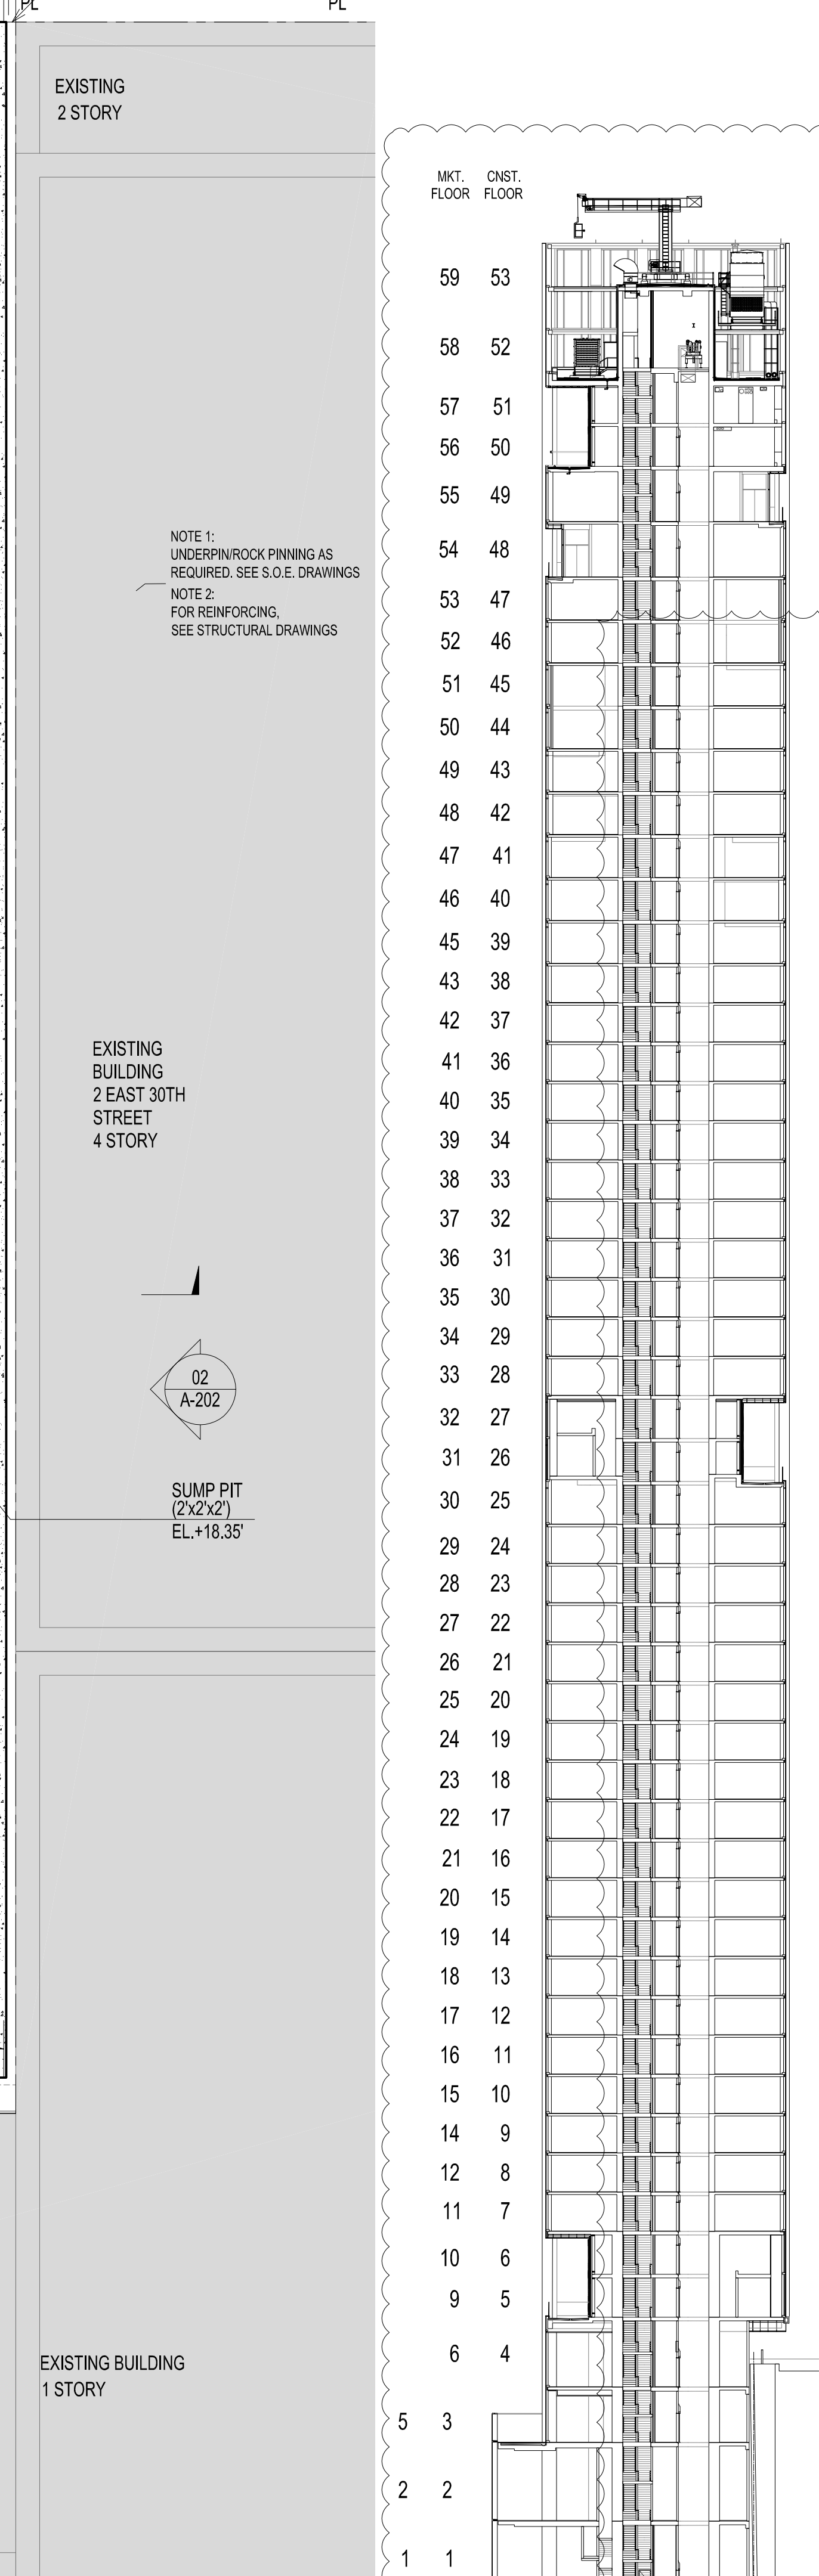 PL
PL
EXISTING
2 STORY
NOTE 1:
UNDERPIN/ROCK PINNING AS
REQUIRED. SEE S.O.E. DRAWINGS
NOTE 2:
FOR REINFORCING,
SEE STRUCTURAL DRAWINGS
EXISTING
BUILDING
2 EAST 30TH
STREET
4 STORY
02
A-202
SUMP PIT
(2'x2'x2')
EL.+18.35'
EXISTING BUILDING
1 STORY
MKT. CNST.
FLOOR FLOOR
59 53
58 52
57 51
56 50
55 49
54 48
53 47
52 46
51 45
50 44
49 43
48 42
47 41
46 40
45 39
43 38
42 37
41 36
40 35
39 34
38 33
37 32
36 31
35 30
34 29
33 28
32 27
31 26
30 25
29 24
28 23
27 22
26 21
25 20
24 19
23 18
22 17
21 16
20 15
19 14
18 13
17 12
16 11
15 10
14 9
12 8
11 7
10 6
9 5
6 4
5 3
2 2
1 1